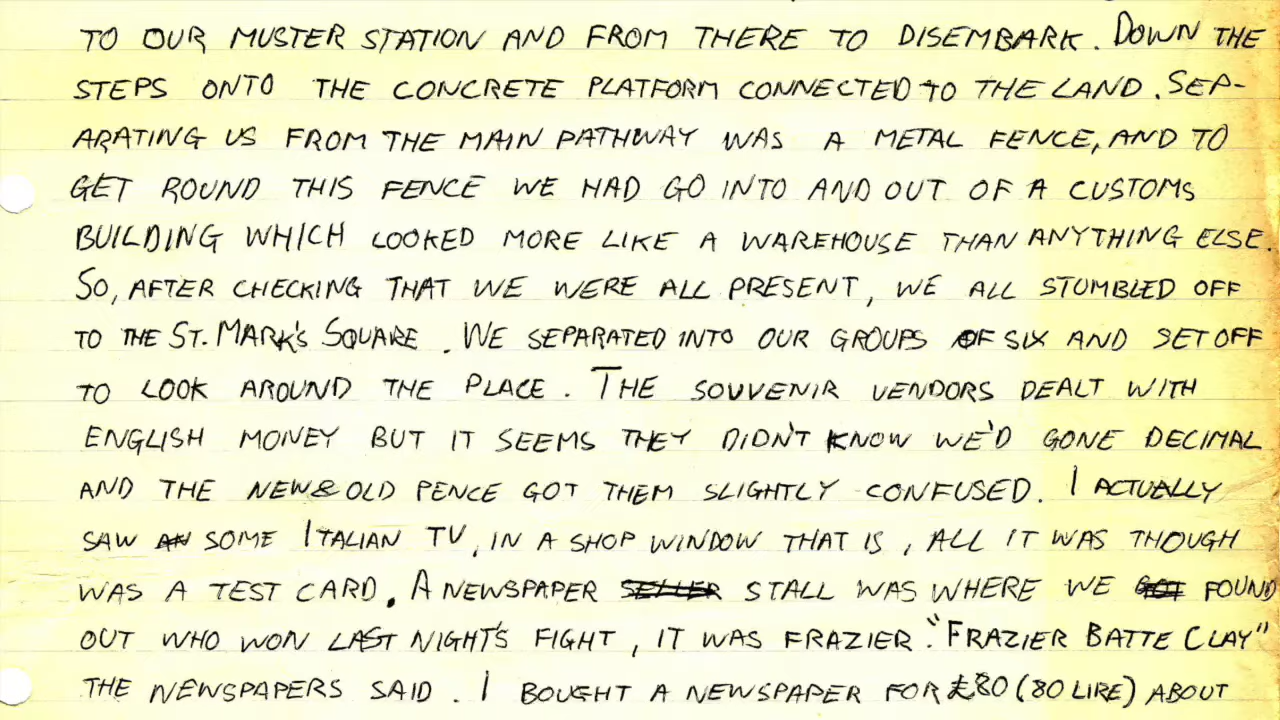 TO OUR MUSTER STATION AND FROM THERE TO DISEMBARK. DOWN THE
STEPS ONTO THE CONCRETE PLATFORM CONNECTED TO THE LAND. SEP-
ARATING US FROM THE MAIN PATHWAY WAS A METAL FENCE, AND TO
GET ROUND THIS FENCE WE HAD GO INTO AND OUT OF A CUSTOMS
BUILDING WHICH LOOKED MORE LIKE A WAREHOUSE THAN ANYTHING ELSE.
SO, AFTER CHECKING THAT WE WERE ALL PRESENT, WE ALL STUMBLED OFF
TO THE ST. MARK'S SQUARE. WE SEPARATED INTO OUR GROUPS OF SIX AND SET OFF
TO LOOK AROUND THE PLACE. THE SOUVENIR VENDORS DEALT WITH
ENGLISH MONEY BUT IT SEEMS THEY DIDN'T KNOW WE'D GONE DECIMAL
AND THE NEW & OLD PENCE GOT THEM SLIGHTLY CONFUSED. I ACTUALLY
SAW AN SOME ITALIAN TV, IN A SHOP WINDOW THAT IS, ALL IT WAS THOUGH
WAS A TEST CARD. A NEWSPAPER SELLER STALL WAS WHERE WE GOT FOUND
OUT WHO WON LAST NIGHT'S FIGHT, IT WAS FRAZIER. "FRAZIER BATTE CLAY"
THE NEWSPAPERS SAID. I BOUGHT A NEWSPAPER FOR £80 (80 LIRE) ABOUT